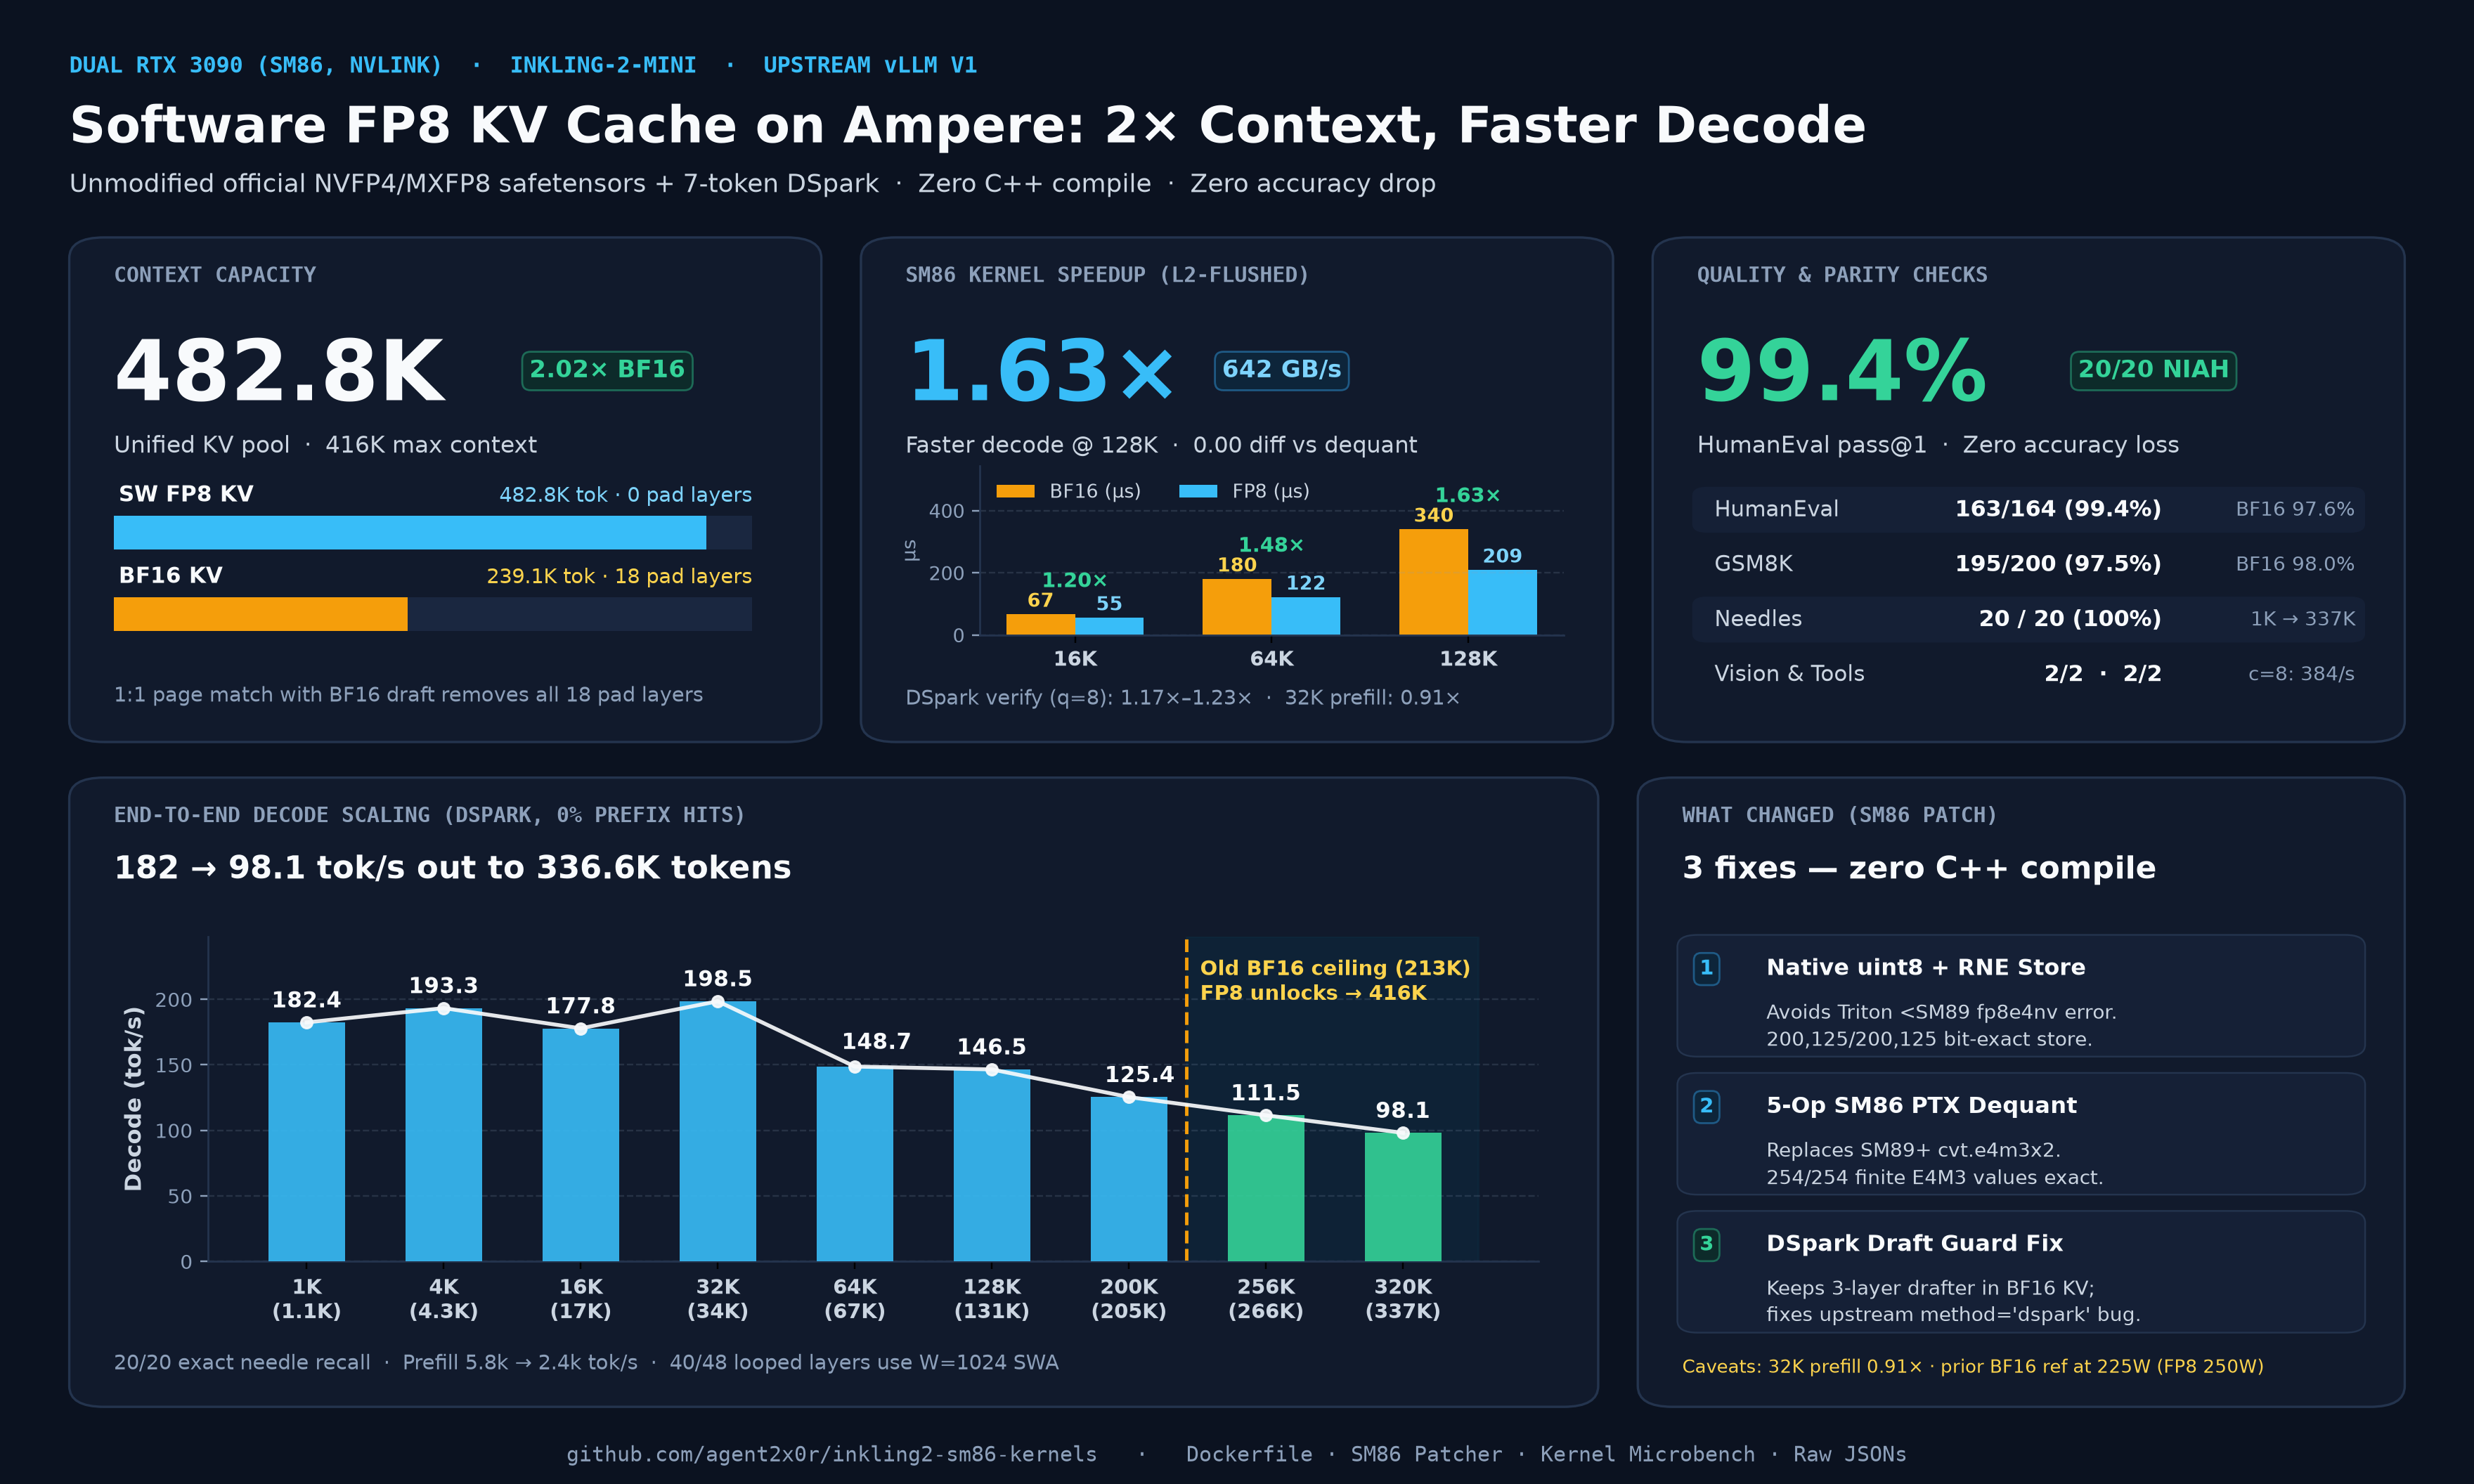 DUAL RTX 3090 (SM86, NVLINK) · INKLING-2-MINI · UPSTREAM vLLM V1
Software FP8 KV Cache on Ampere: 2× Context, Faster Decode
Unmodified official NVFP4/MXFP8 safetensors + 7-token DSpark · Zero C++ compile · Zero accuracy drop
CONTEXT CAPACITY
482.8K
2.02× BF16
Unified KV pool · 416K max context
SW FP8 KV
482.8K tok · 0 pad layers
BF16 KV
239.1K tok · 18 pad layers
1:1 page match with BF16 draft removes all 18 pad layers
SM86 KERNEL SPEEDUP (L2-FLUSHED)
1.63×
642 GB/s
Faster decode @ 128K · 0.00 diff vs dequant
BF16 (µs)
FP8 (µs)
µs
400
200
0
1.20×
67
55
1.48×
180
122
1.63×
340
209
16K
64K
128K
DSpark verify (q=8): 1.17×–1.23× · 32K prefill: 0.91×
QUALITY & PARITY CHECKS
99.4%
20/20 NIAH
HumanEval pass@1 · Zero accuracy loss
HumanEval 163/164 (99.4%) BF16 97.6%
GSM8K 195/200 (97.5%) BF16 98.0%
Needles 20 / 20 (100%) 1K → 337K
Vision & Tools 2/2 · 2/2 c=8: 384/s
END-TO-END DECODE SCALING (DSPARK, 0% PREFIX HITS)
182 → 98.1 tok/s out to 336.6K tokens
Decode (tok/s)
200
150
100
50
0
182.4
193.3
177.8
198.5
148.7
146.5
125.4
111.5
98.1
Old BF16 ceiling (213K)
FP8 unlocks → 416K
1K
(1.1K)
4K
(4.3K)
16K
(17K)
32K
(34K)
64K
(67K)
128K
(131K)
200K
(205K)
256K
(266K)
320K
(337K)
20/20 exact needle recall · Prefill 5.8k → 2.4k tok/s · 40/48 looped layers use W=1024 SWA
WHAT CHANGED (SM86 PATCH)
3 fixes — zero C++ compile
1
Native uint8 + RNE Store
Avoids Triton <SM89 fp8e4nv error.
200,125/200,125 bit-exact store.
2
5-Op SM86 PTX Dequant
Replaces SM89+ cvt.e4m3x2.
254/254 finite E4M3 values exact.
3
DSpark Draft Guard Fix
Keeps 3-layer drafter in BF16 KV;
fixes upstream method='dspark' bug.
Caveats: 32K prefill 0.91× · prior BF16 ref at 225W (FP8 250W)
github.com/agent2x0r/inkling2-sm86-kernels · Dockerfile · SM86 Patcher · Kernel Microbench · Raw JSONs